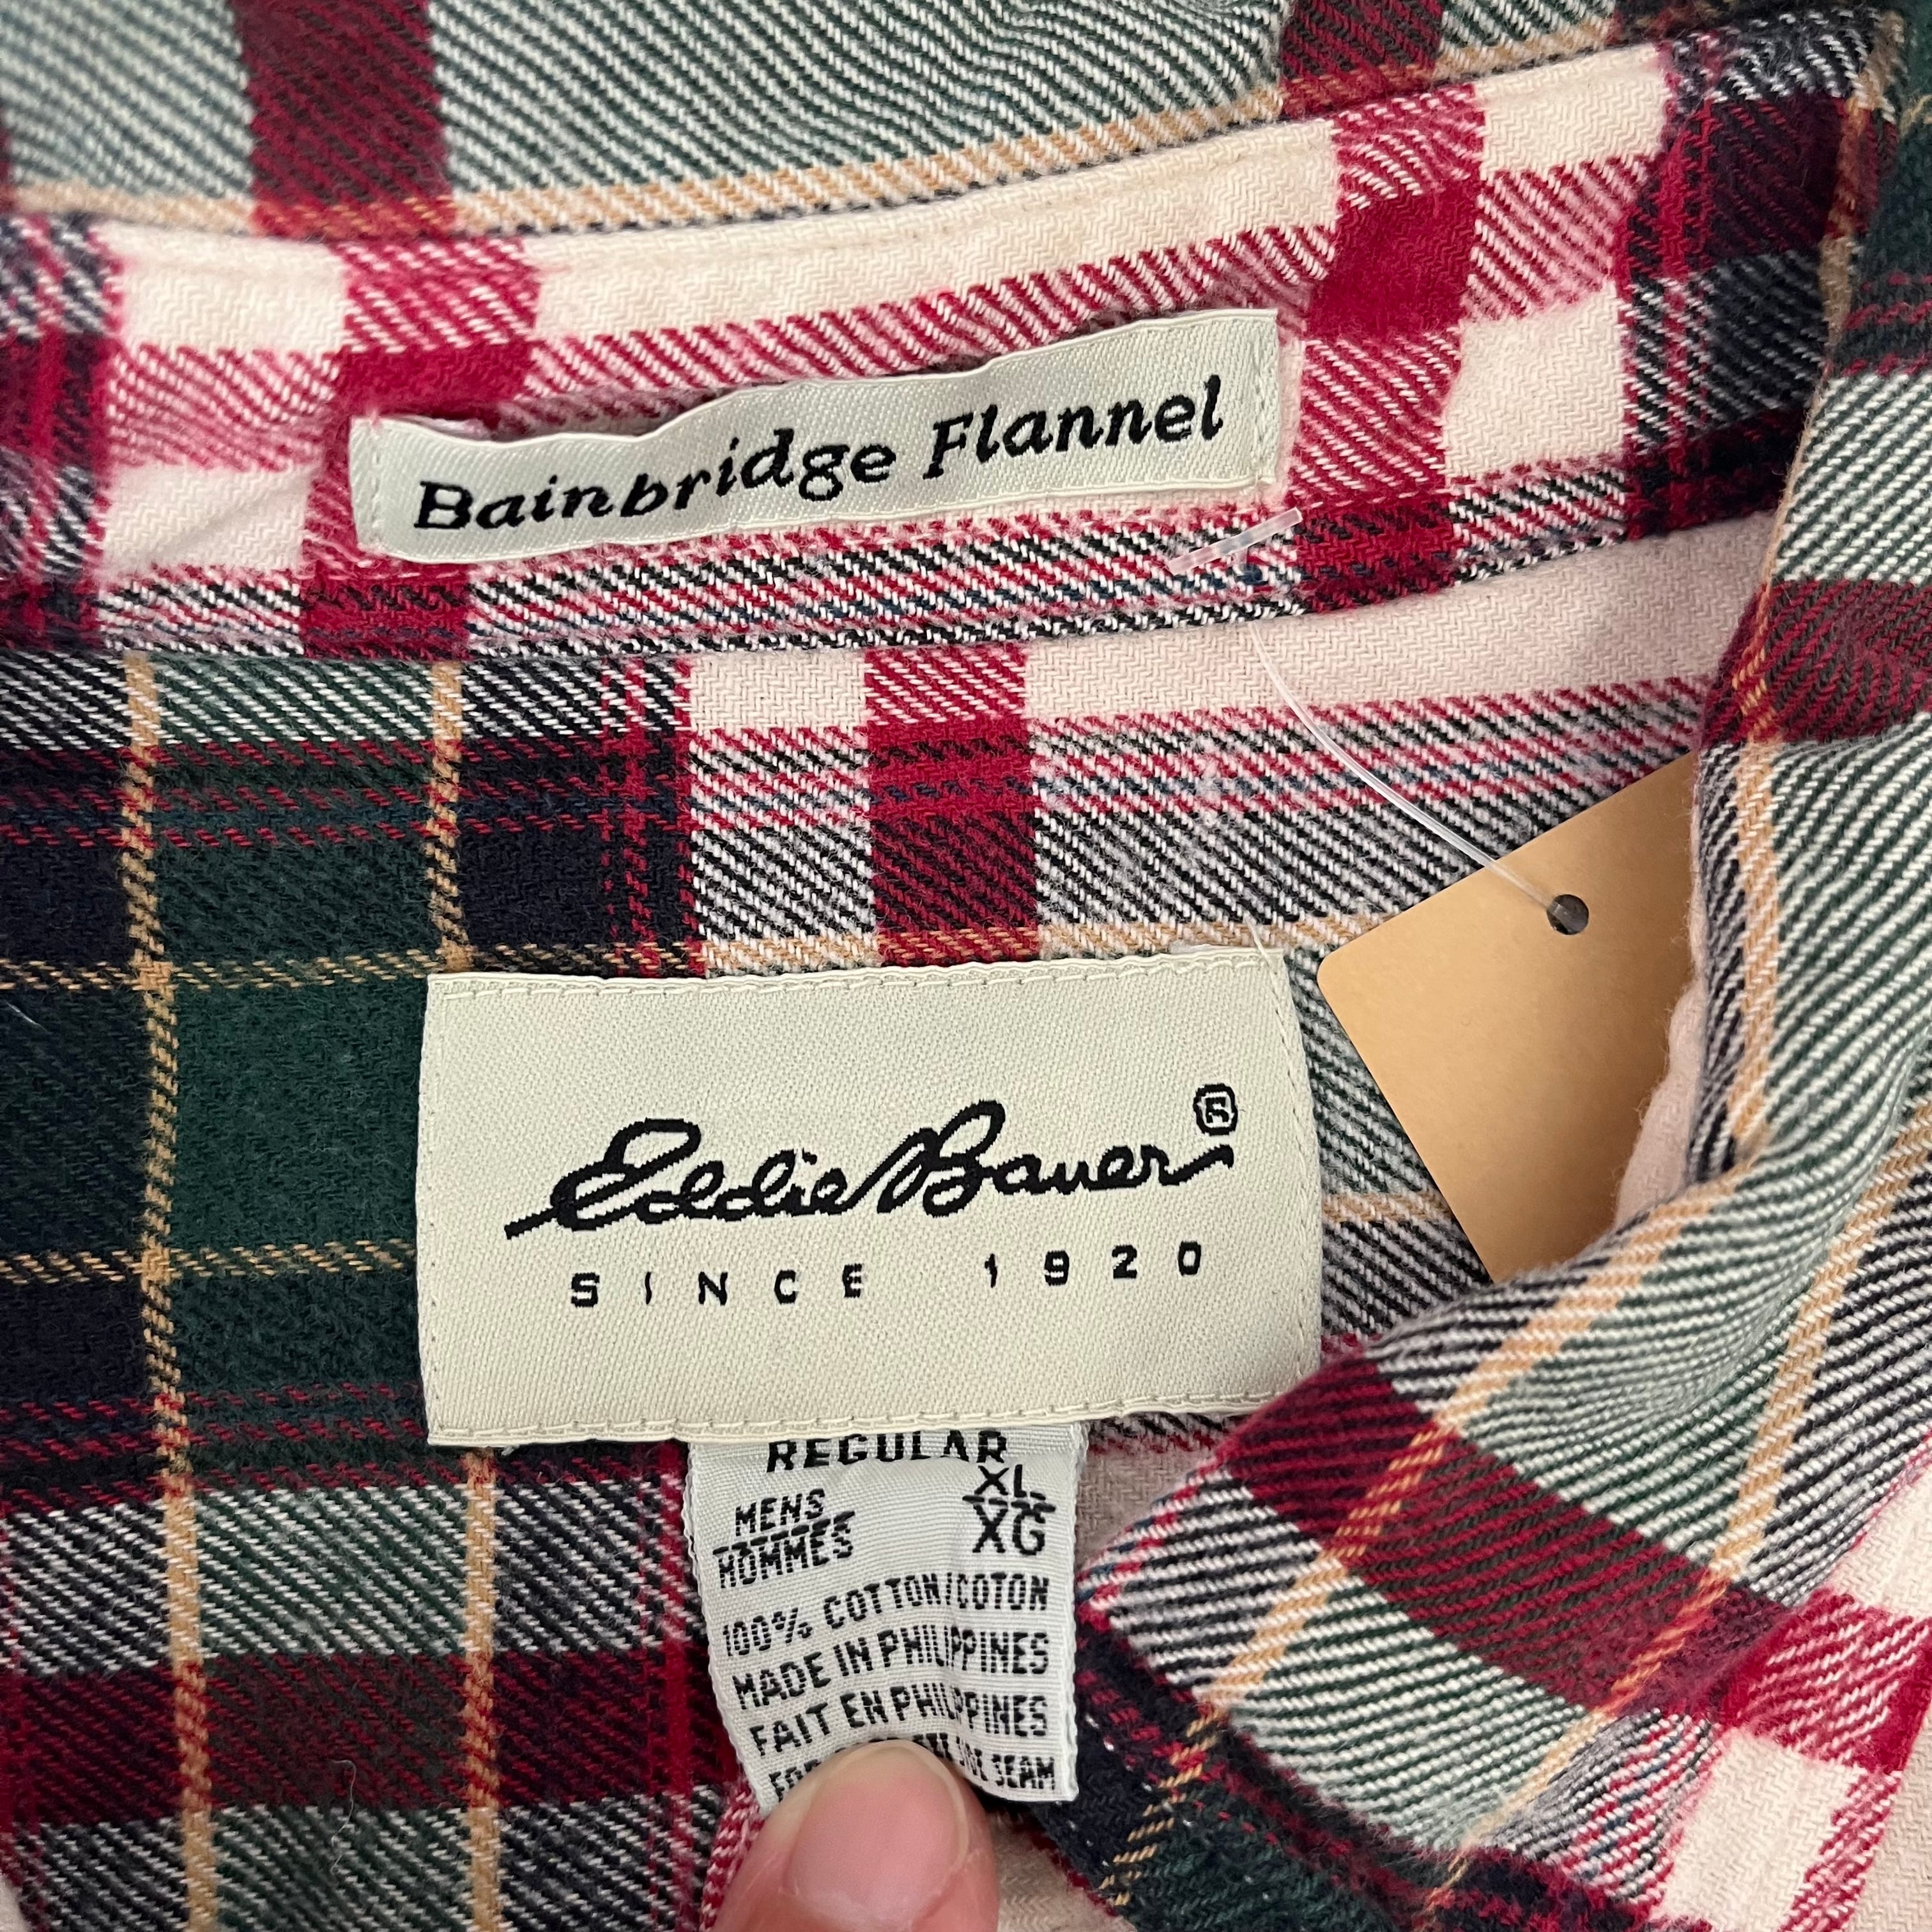 Bainbridge Flannel
Eddie Bauer®
SINCE 1920
REGULAR
MENS XL
HOMMES XG
100% COTTON/COTON
MADE IN PHILIPPINES
FAIT EN PHILIPPINES
SEAM